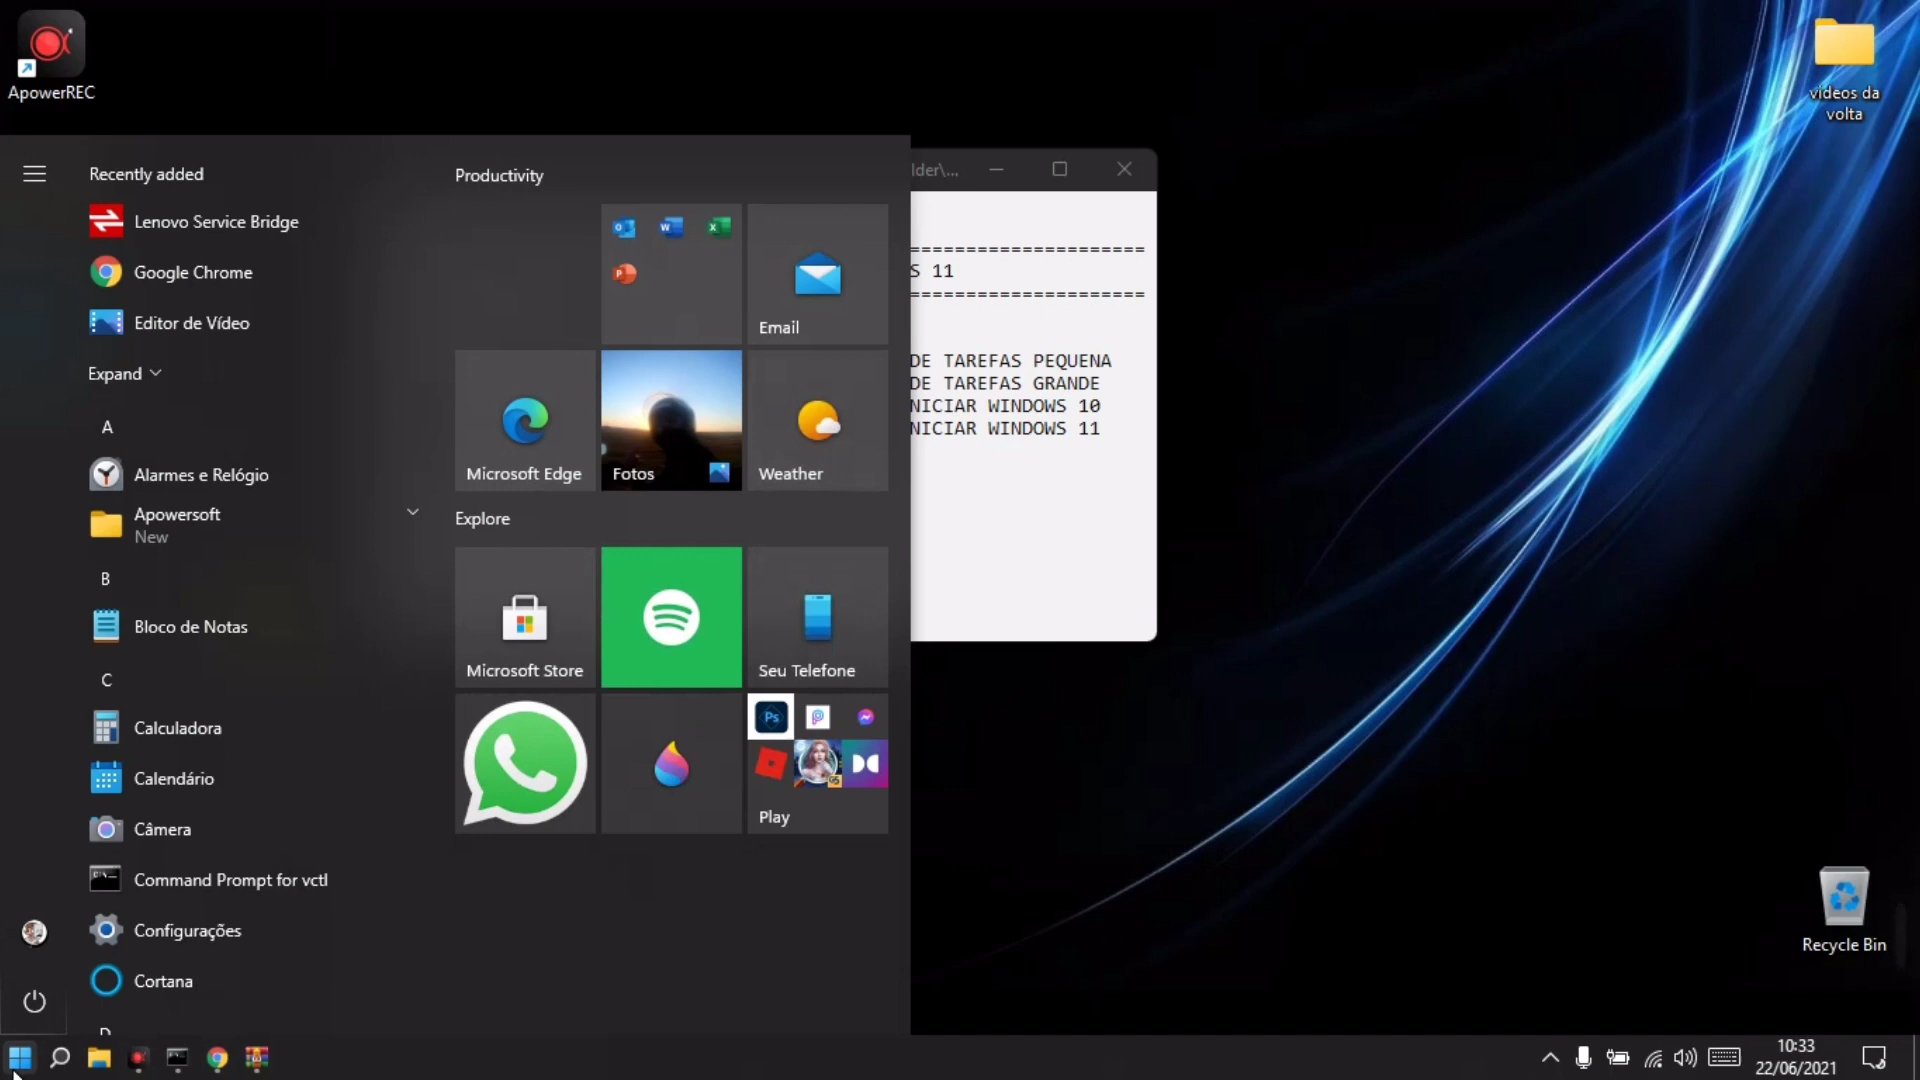 ApowerREC
videos da
volta
Recently added
Lenovo Service Bridge
Google Chrome
Editor de Vídeo
Expand
A
Alarmes e Relógio
Apowersoft
New
B
Bloco de Notas
C
Calculadora
Calendário
Câmera
Command Prompt for vctl
Configurações
Cortana
D
Productivity
Email
Microsoft Edge
Fotos
Weather
Explore
Microsoft Store
Seu Telefone
Ps
Play
lder\...
=====================
S 11
=====================
DE TAREFAS PEQUENA
DE TAREFAS GRANDE
NICIAR WINDOWS 10
NICIAR WINDOWS 11
Recycle Bin
10:33
22/06/2021